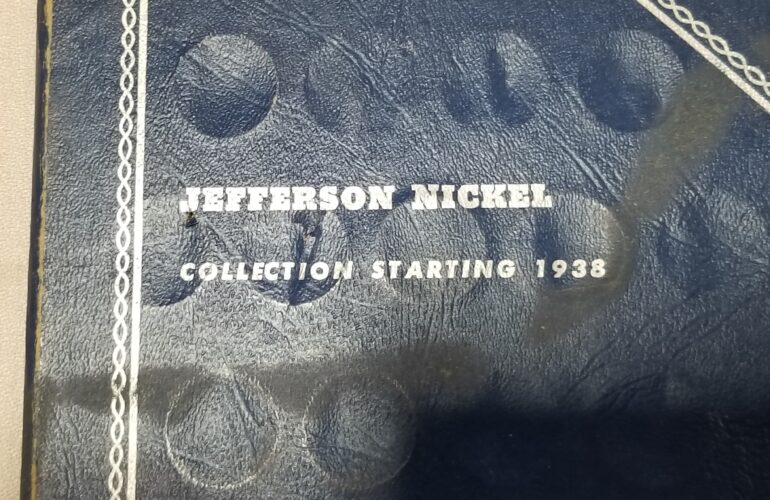 JEFFERSON NICKEL
COLLECTION STARTING 1938